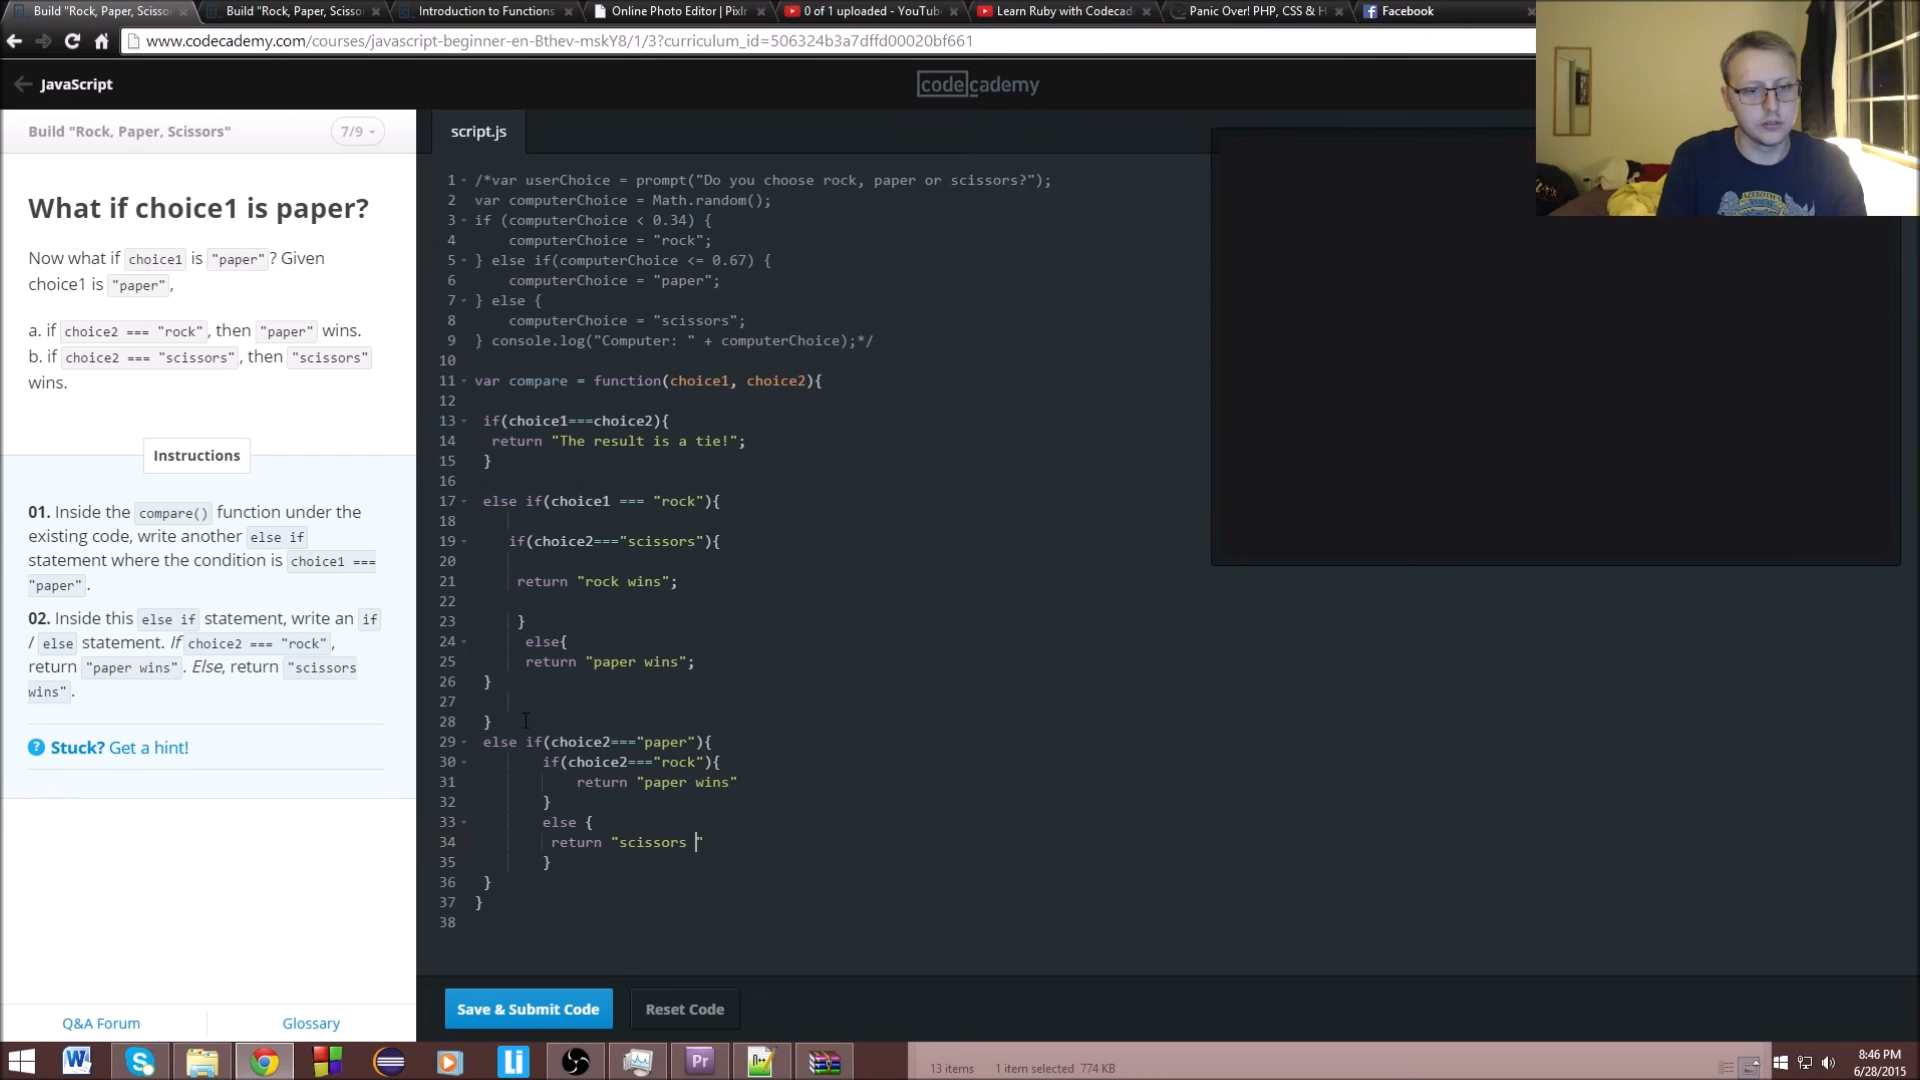 Build "Rock, Paper, Scisso
Build "Rock, Paper, Scisso
Introduction to Functions
Online Photo Editor | Pixlr
0 of 1 uploaded - YouTub
Learn Ruby with Codecad
Panic Over! PHP, CSS & H
Facebook
www.codecademy.com/courses/javascript-beginner-en-Bthev-mskY8/1/3?curriculum_id=506324b3a7dffd00020bf661
JavaScript
codecademy
Build "Rock, Paper, Scissors"
7/9
What if choice1 is paper?
Now what if choice1 is "paper"? Given
choice1 is "paper",
a. if choice2 === "rock", then "paper" wins.
b. if choice2 === "scissors", then "scissors"
wins.
Instructions
01. Inside the compare() function under the
existing code, write another else if
statement where the condition is choice1 ===
"paper".
02. Inside this else if statement, write an if
/ else statement. If choice2 === "rock",
return "paper wins". Else, return "scissors
wins".
? Stuck? Get a hint!
Q&A Forum
Glossary
script.js
1 /*var userChoice = prompt("Do you choose rock, paper or scissors?");
2 var computerChoice = Math.random();
3 if (computerChoice < 0.34) {
4 computerChoice = "rock";
5 } else if(computerChoice <= 0.67) {
6 computerChoice = "paper";
7 } else {
8 computerChoice = "scissors";
9 } console.log("Computer: " + computerChoice);*/
10
11 var compare = function(choice1, choice2){
12
13 if(choice1===choice2){
14 return "The result is a tie!";
15 }
16
17 else if(choice1 === "rock"){
18
19 if(choice2==="scissors"){
20
21 return "rock wins";
22
23 }
24 else{
25 return "paper wins";
26 }
27
28 }
29 else if(choice2==="paper"){
30 if(choice2==="rock"){
31 return "paper wins"
32 }
33 else {
34 return "scissors "
35 }
36 }
37 }
38
Save & Submit Code
Reset Code
13 items
1 item selected 774 KB
8:46 PM
6/28/2015